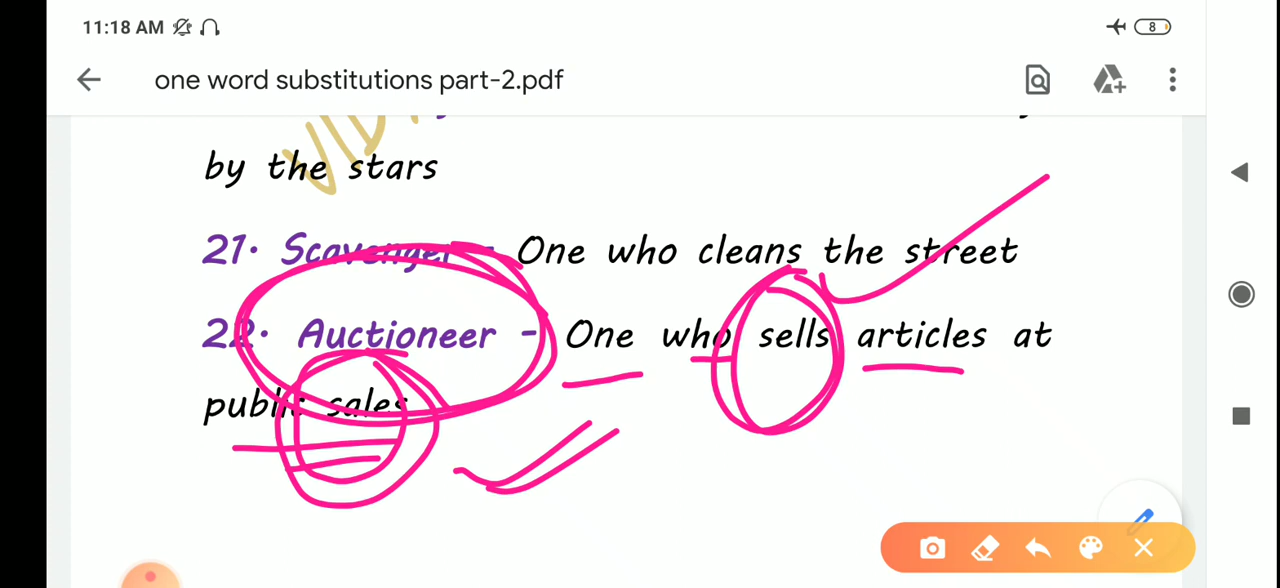 11:18 AM 8
one word substitutions part-2.pdf
by the stars
21. Scavenger - One who cleans the street
22. Auctioneer - One who sells articles at
public sales